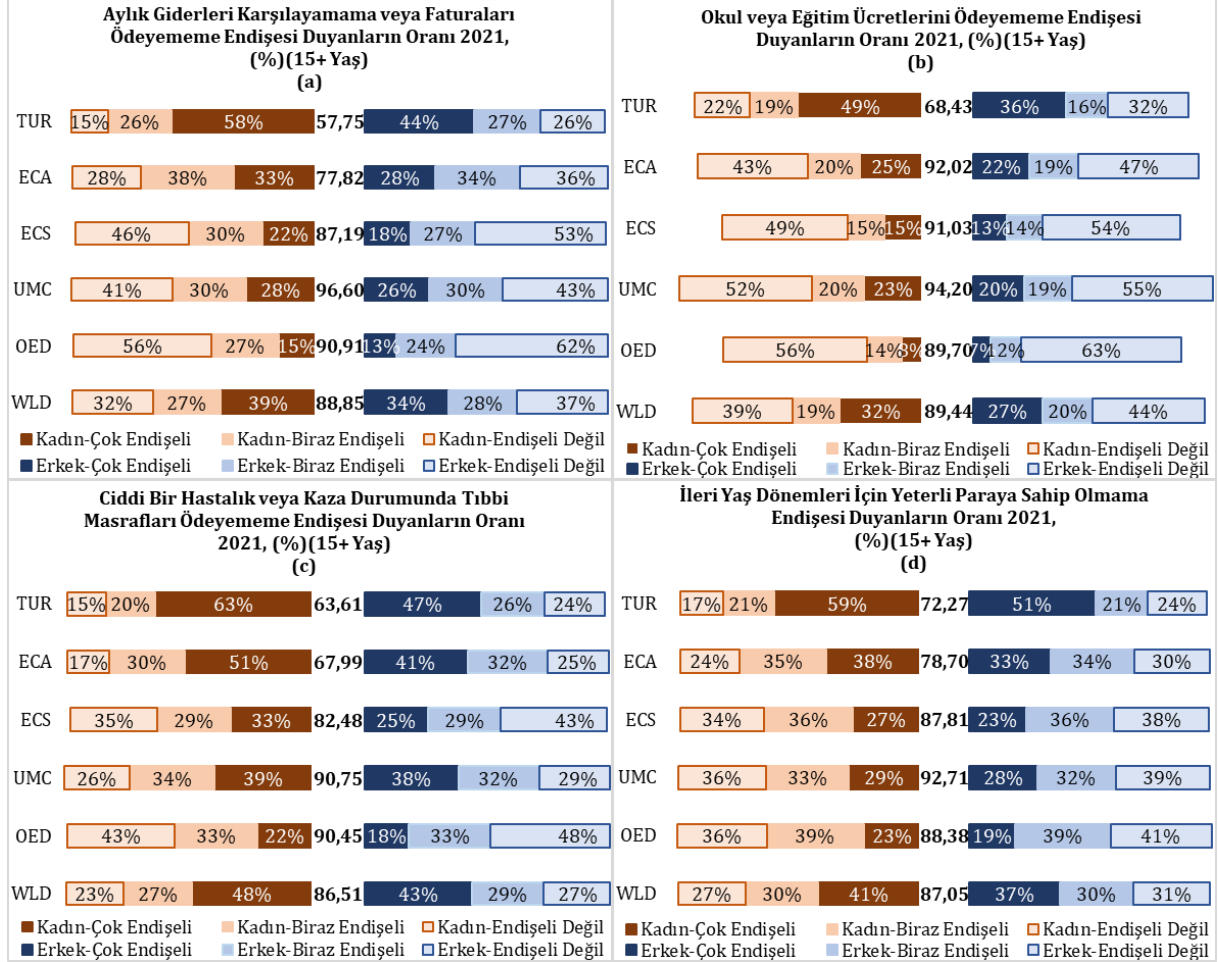 Aylık Giderleri Karşılayamama veya Faturaları
Ödeyememe Endişesi Duyanların Oranı 2021,
(%)(15+ Yaş)
(a)
TUR 15% 26% 58% 57,75 44% 27% 26%
ECA 28% 38% 33% 77,82 28% 34% 36%
ECS 46% 30% 22% 87,19 18% 27% 53%
UMC 41% 30% 28% 96,60 26% 30% 43%
OED 56% 27% 15% 90,91 13% 24% 62%
WLD 32% 27% 39% 88,85 34% 28% 37%
Kadın-Çok Endişeli Kadın-Biraz Endişeli Kadın-Endişeli Değil
Erkek-Çok Endişeli Erkek-Biraz Endişeli Erkek-Endişeli Değil
Okul veya Eğitim Ücretlerini Ödeyememe Endişesi
Duyanların Oranı 2021, (%)(15+ Yaş)
(b)
TUR 22% 19% 49% 68,43 36% 16% 32%
ECA 43% 20% 25% 92,02 22% 19% 47%
ECS 49% 15% 15% 91,03 13% 14% 54%
UMC 52% 20% 23% 94,20 20% 19% 55%
OED 56% 14% 8% 89,70 7% 12% 63%
WLD 39% 19% 32% 89,44 27% 20% 44%
Kadın-Çok Endişeli Kadın-Biraz Endişeli Kadın-Endişeli Değil
Erkek-Çok Endişeli Erkek-Biraz Endişeli Erkek-Endişeli Değil
Ciddi Bir Hastalık veya Kaza Durumunda Tıbbi
Masrafları Ödeyememe Endişesi Duyanların Oranı
2021, (%)(15+ Yaş)
(c)
TUR 15% 20% 63% 63,61 47% 26% 24%
ECA 17% 30% 51% 67,99 41% 32% 25%
ECS 35% 29% 33% 82,48 25% 29% 43%
UMC 26% 34% 39% 90,75 38% 32% 29%
OED 43% 33% 22% 90,45 18% 33% 48%
WLD 23% 27% 48% 86,51 43% 29% 27%
Kadın-Çok Endişeli Kadın-Biraz Endişeli Kadın-Endişeli Değil
Erkek-Çok Endişeli Erkek-Biraz Endişeli Erkek-Endişeli Değil
İleri Yaş Dönemleri İçin Yeterli Paraya Sahip Olmama
Endişesi Duyanların Oranı 2021,
(%)(15+ Yaş)
(d)
TUR 17% 21% 59% 72,27 51% 21% 24%
ECA 24% 35% 38% 78,70 33% 34% 30%
ECS 34% 36% 27% 87,81 23% 36% 38%
UMC 36% 33% 29% 92,71 28% 32% 39%
OED 36% 39% 23% 88,38 19% 39% 41%
WLD 27% 30% 41% 87,05 37% 30% 31%
Kadın-Çok Endişeli Kadın-Biraz Endişeli Kadın-Endişeli Değil
Erkek-Çok Endişeli Erkek-Biraz Endişeli Erkek-Endişeli Değil